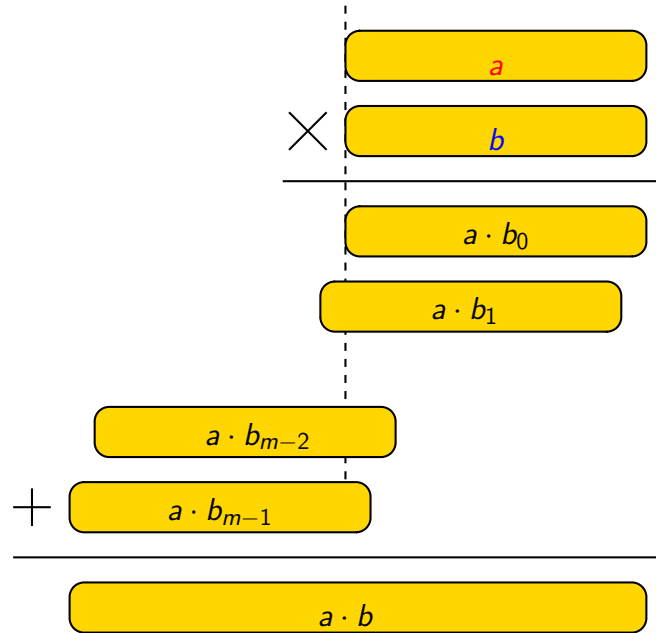 a
× b
a · b₀
a · b₁
a · bₘ₋₂
+ a · bₘ₋₁
a · b